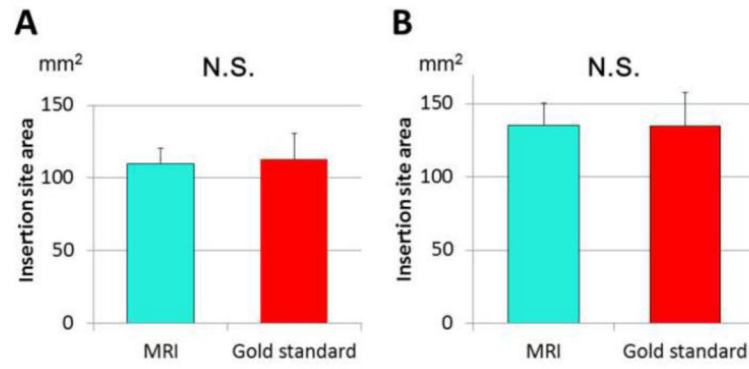 A
mm²
N.S.
150
100
50
0
Insertion site area
MRI
Gold standard
B
mm²
N.S.
150
100
50
0
Insertion site area
MRI
Gold standard